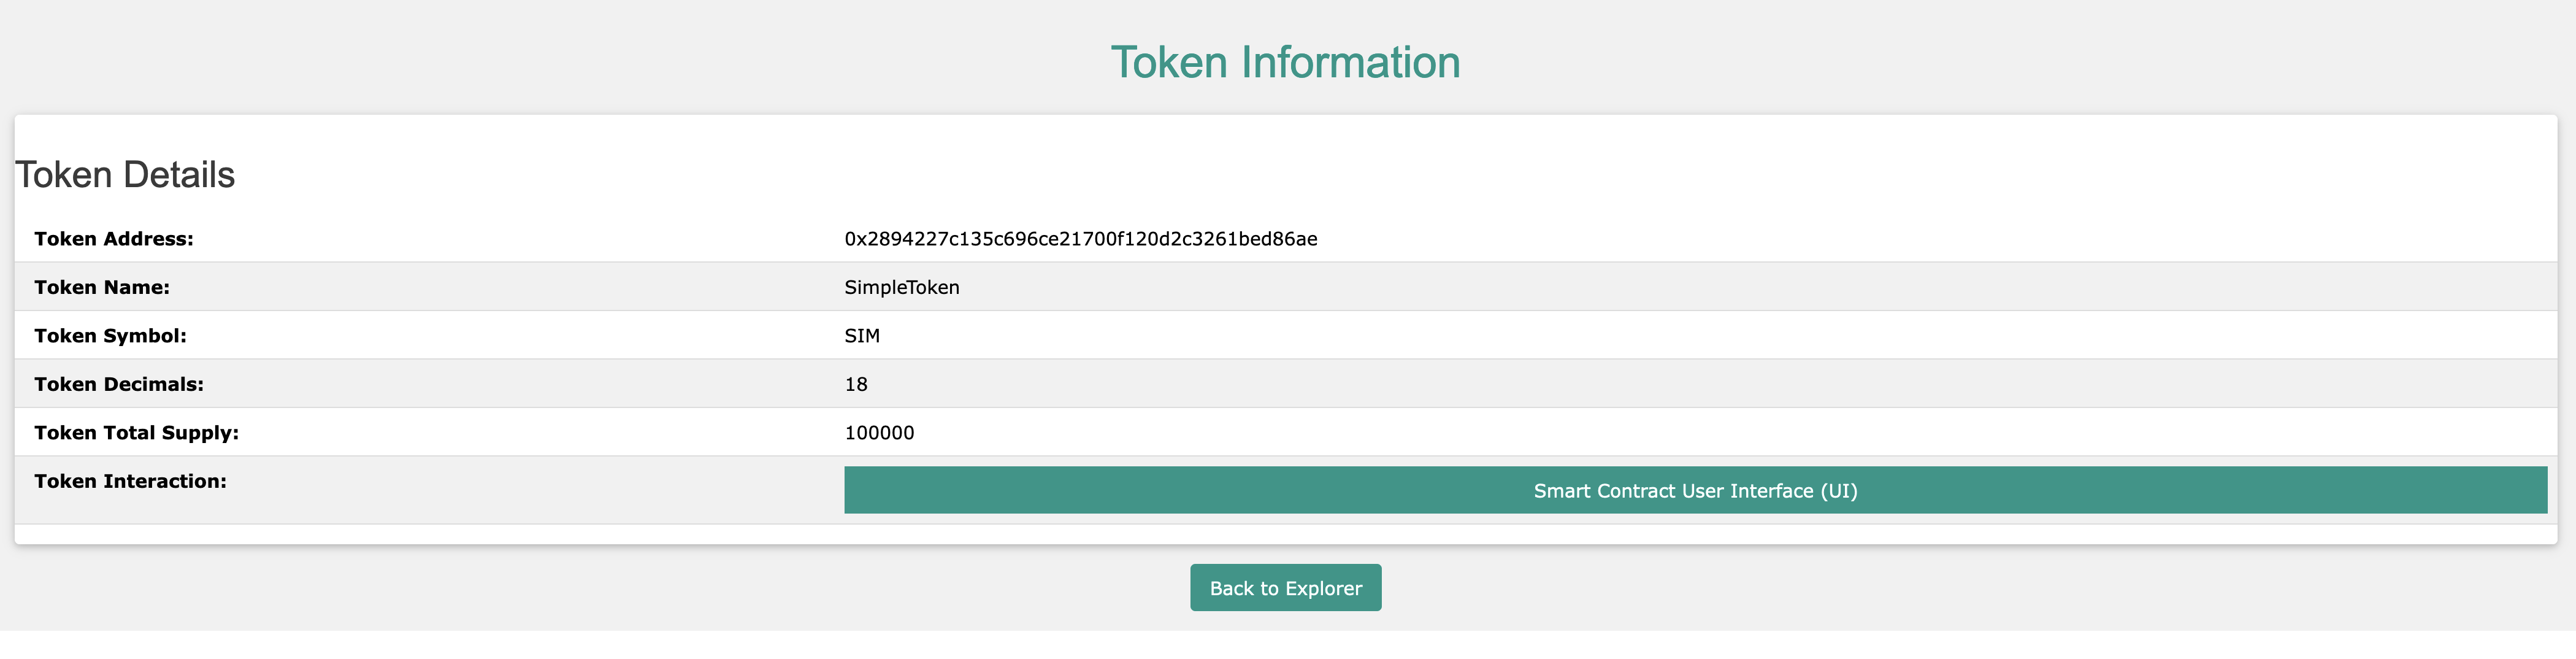 Token Information
Token Details
Token Address: 0x2894227c135c696ce21700f120d2c3261bed86ae
Token Name: SimpleToken
Token Symbol: SIM
Token Decimals: 18
Token Total Supply: 100000
Token Interaction: Smart Contract User Interface (UI)
Back to Explorer